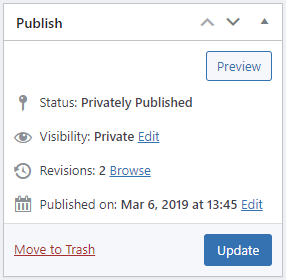 Publish
Preview
Status: Privately Published
Visibility: Private Edit
Revisions: 2 Browse
Published on: Mar 6, 2019 at 13:45 Edit
Move to Trash Update